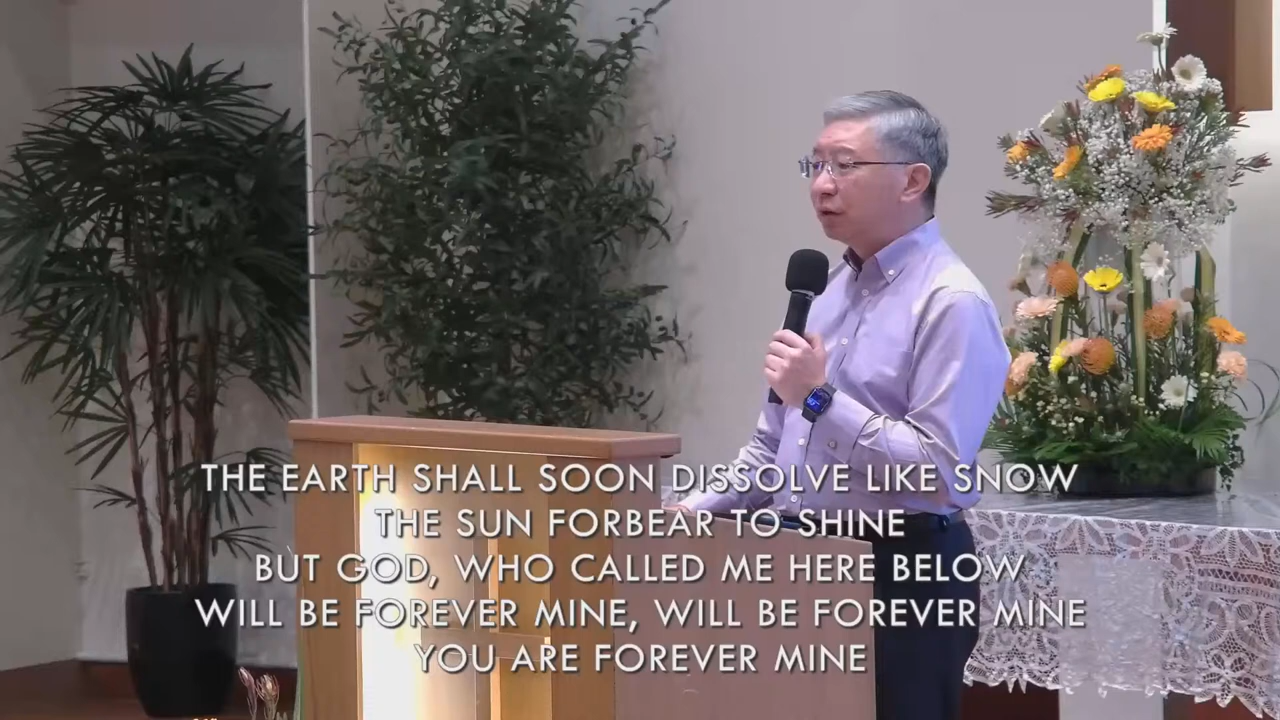 THE EARTH SHALL SOON DISSOLVE LIKE SNOW
THE SUN FORBEAR TO SHINE
BUT GOD, WHO CALLED ME HERE BELOW
WILL BE FOREVER MINE, WILL BE FOREVER MINE
YOU ARE FOREVER MINE